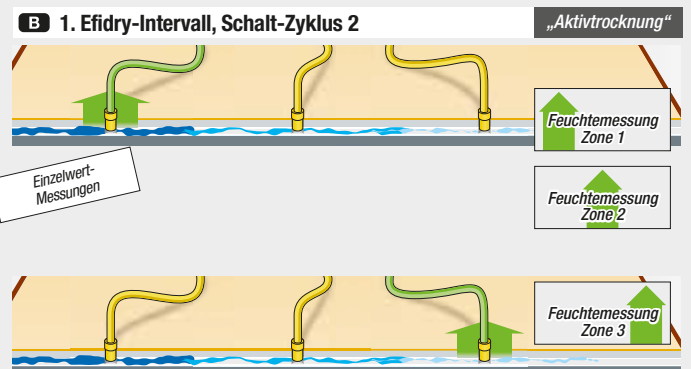 B 1. Efidry-Intervall, Schalt-Zyklus 2
„Aktivtrocknung“
Feuchtemessung
Zone 1
Einzelwert-
Messungen
Feuchtemessung
Zone 2
Feuchtemessung
Zone 3